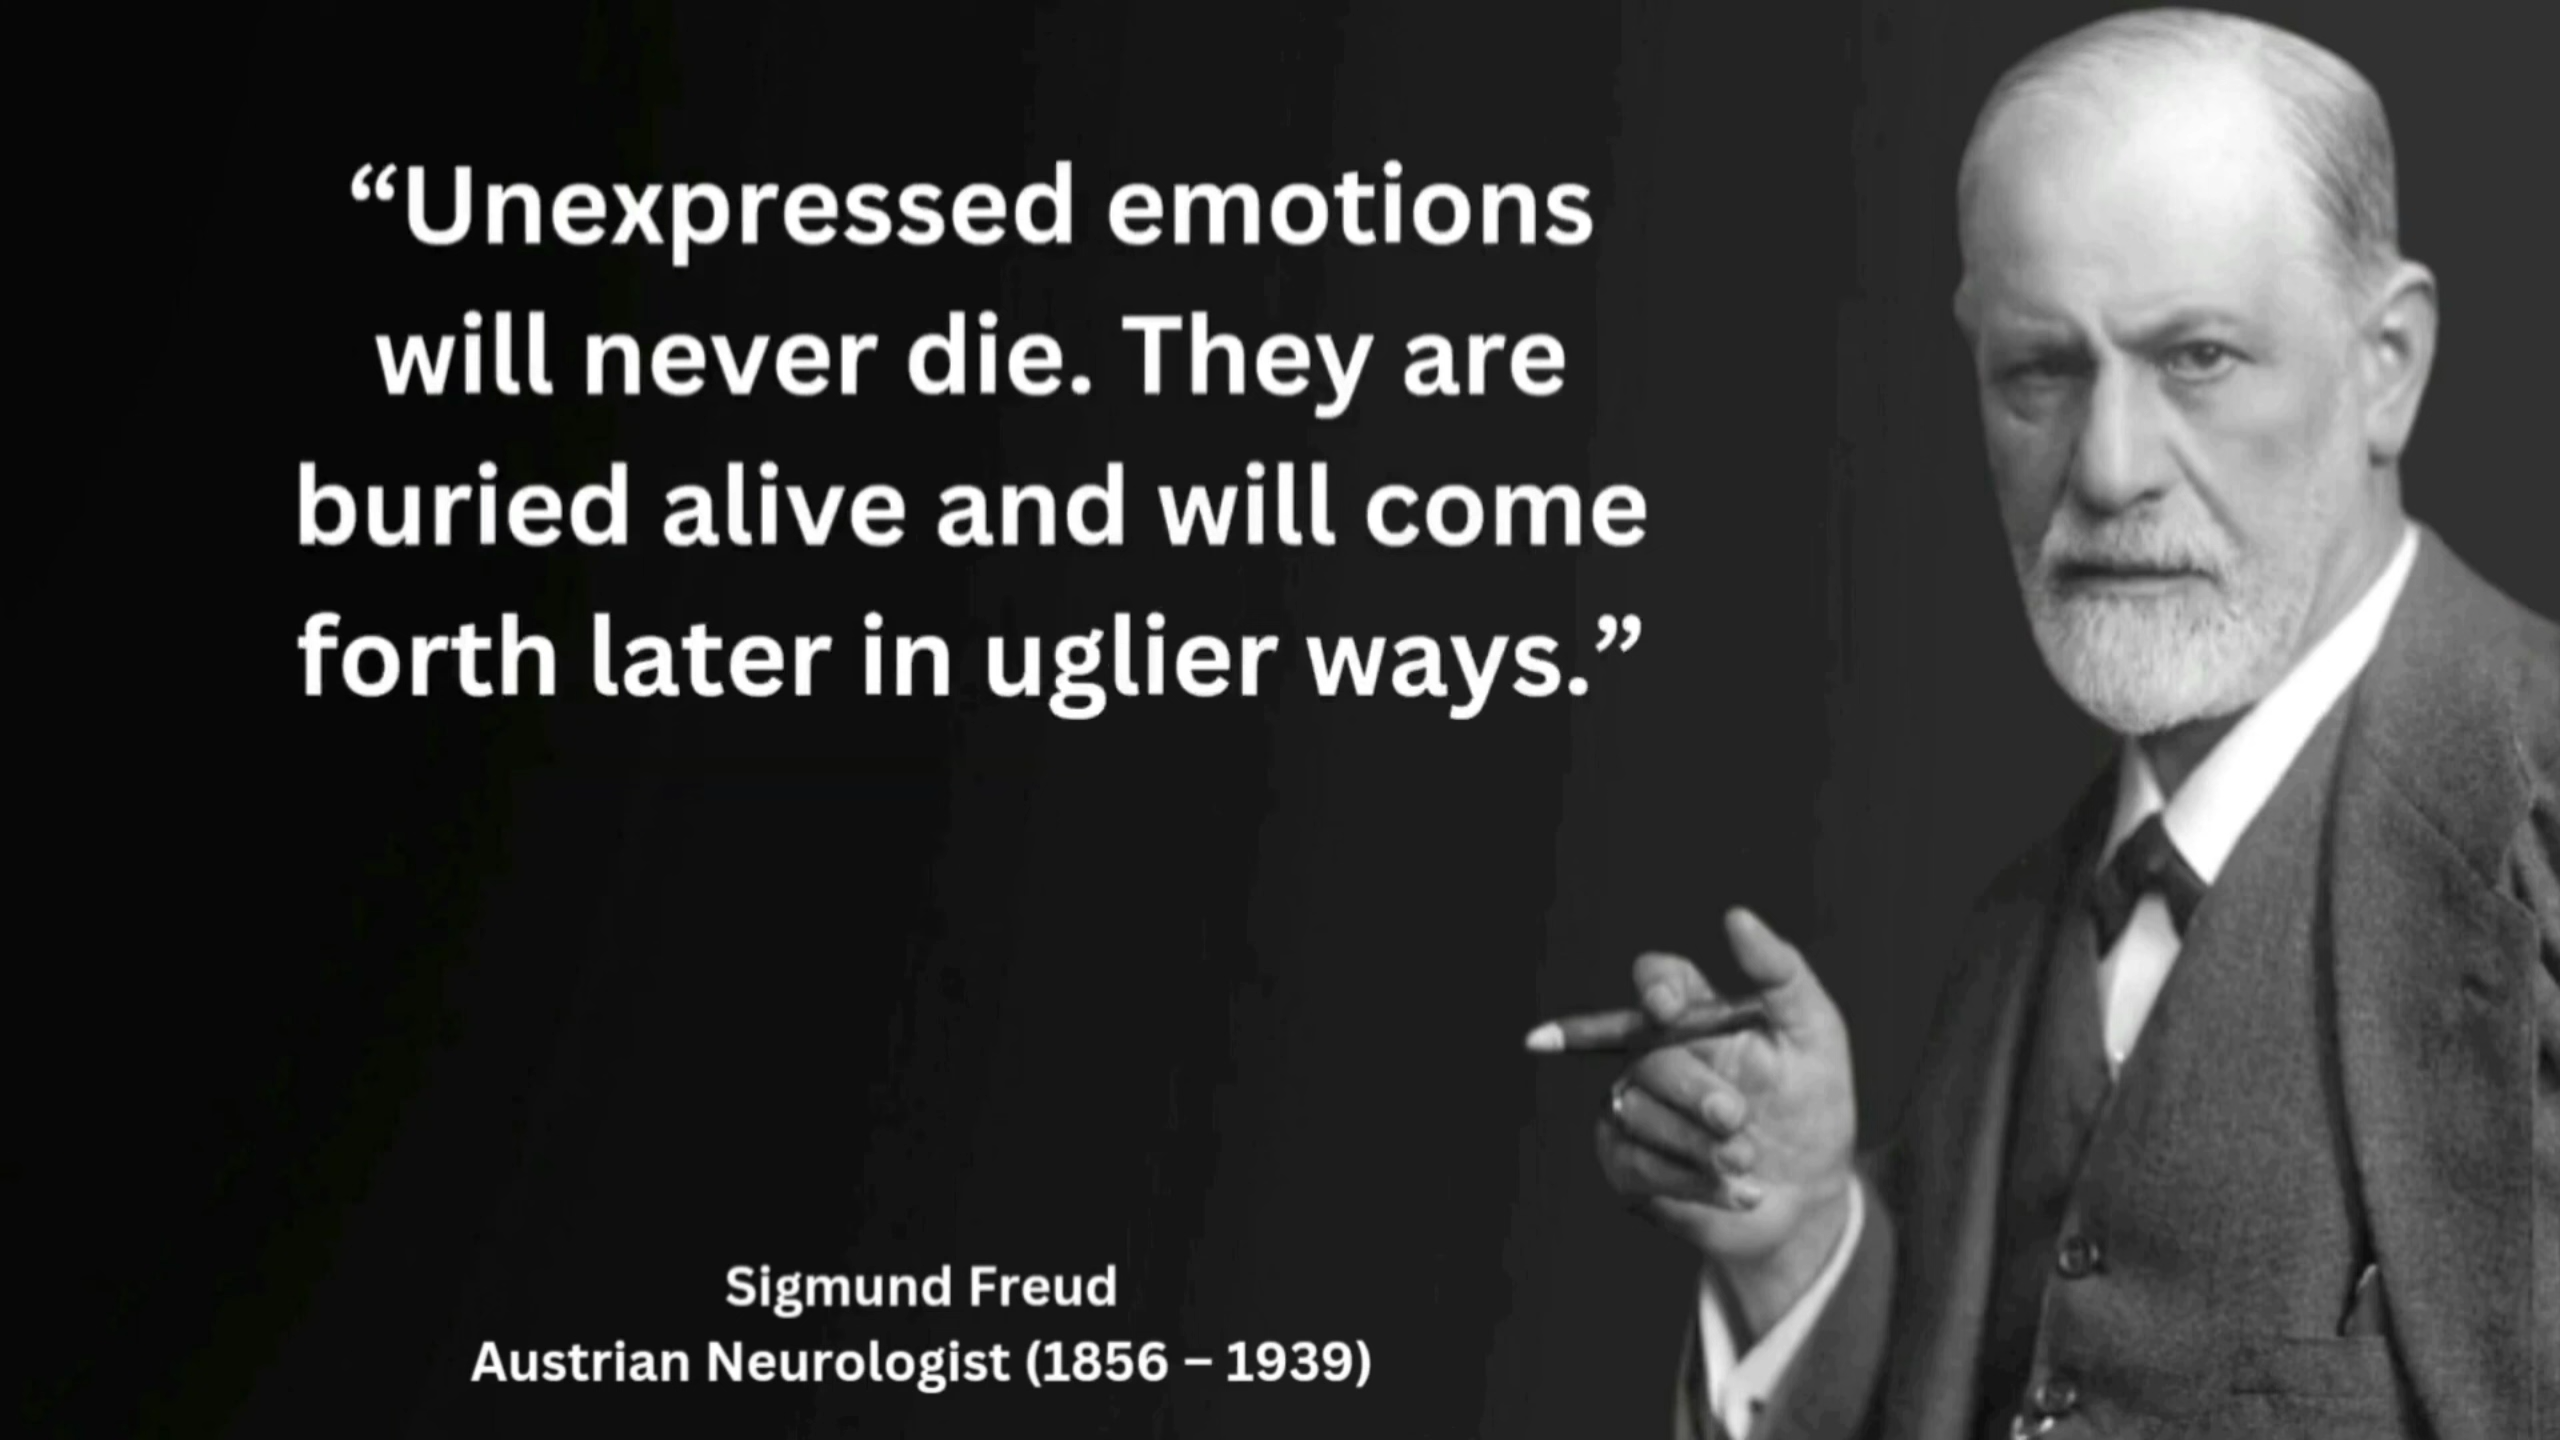 “Unexpressed emotions
will never die. They are
buried alive and will come
forth later in uglier ways.”
Sigmund Freud
Austrian Neurologist (1856 – 1939)